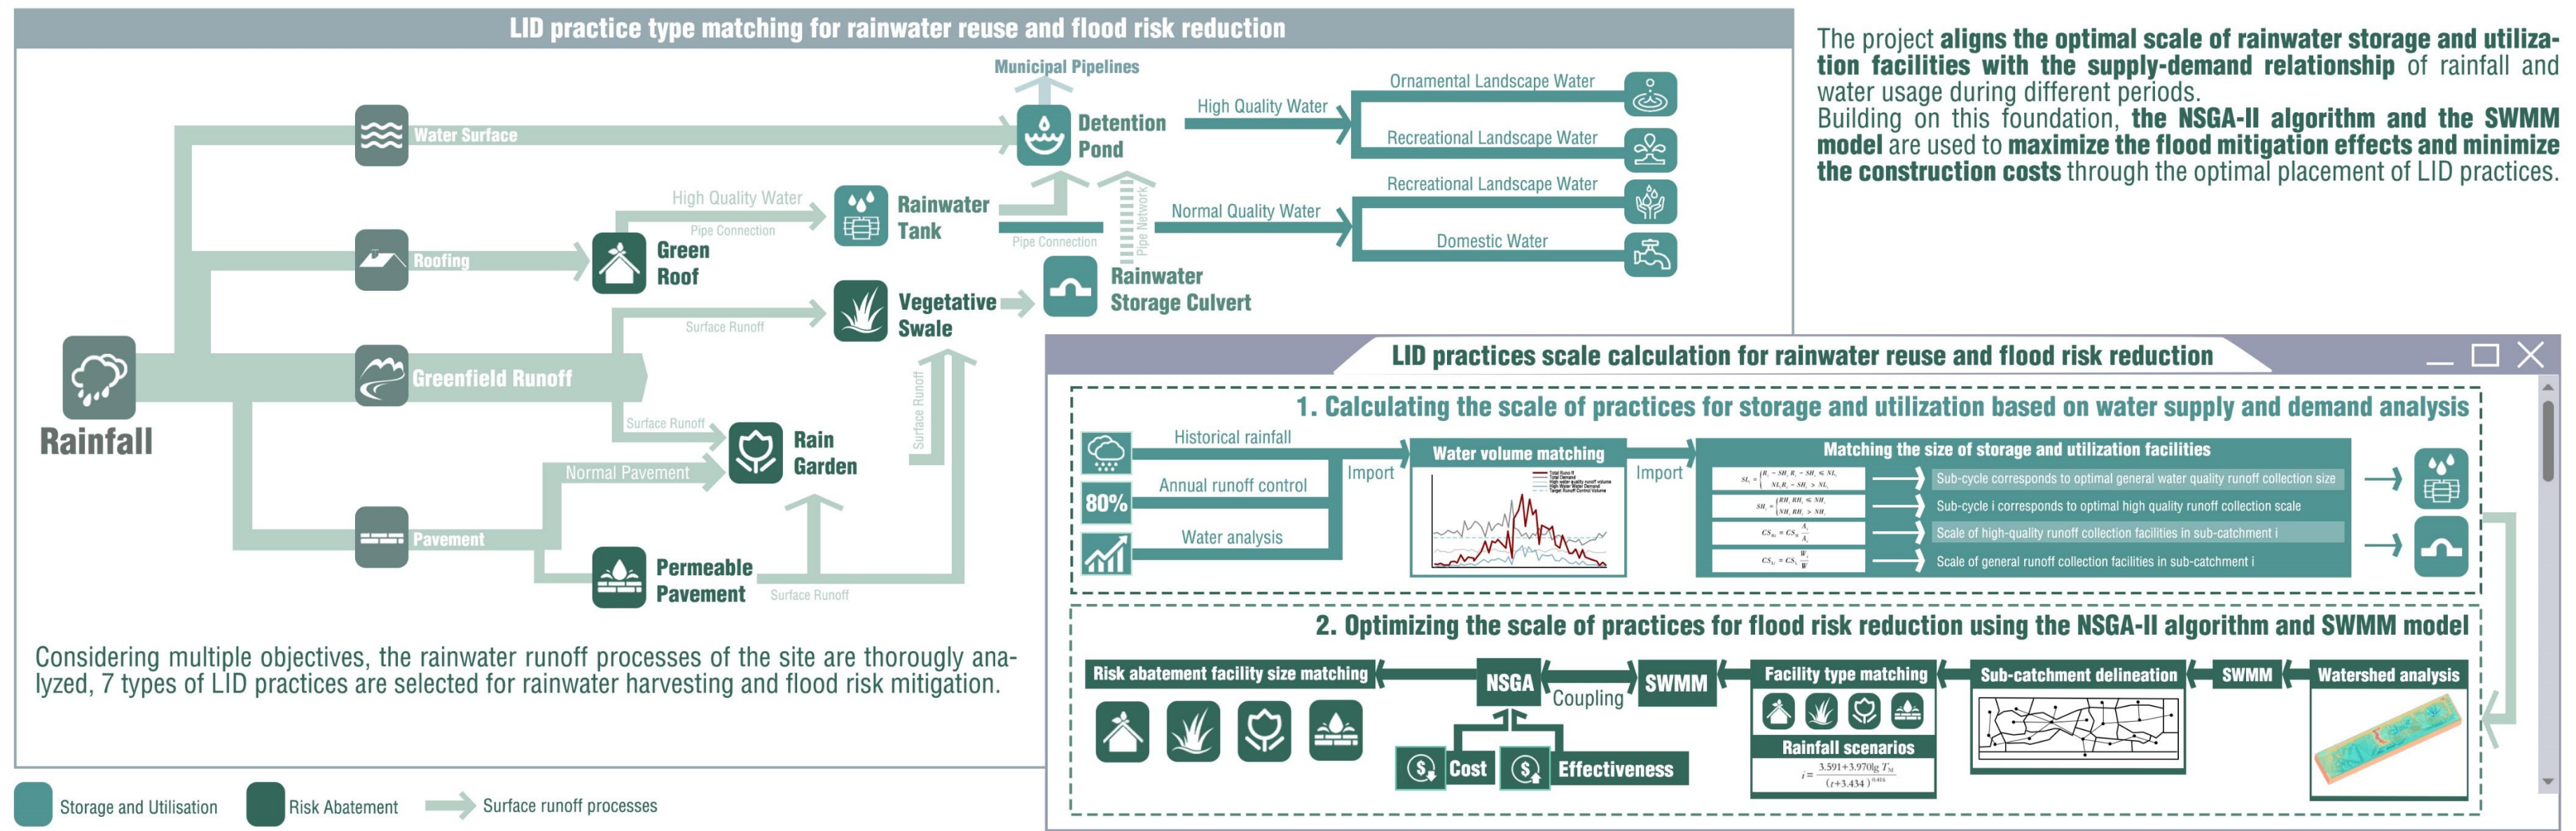 LID practice type matching for rainwater reuse and flood risk reduction
Municipal Pipelines
Water Surface
Detention
Pond
High Quality Water
Ornamental Landscape Water
Recreational Landscape Water
High Quality Water
Pipe Connection
Rainwater
Tank
Pipe Connection
Pipe Network
Normal Quality Water
Recreational Landscape Water
Domestic Water
Roofing
Green
Roof
Rainwater
Storage Culvert
Vegetative
Swale
Surface Runoff
Rainfall
Greenfield Runoff
Surface Runoff
Surface Runoff
Rain
Garden
Normal Pavement
Pavement
Permeable
Pavement
Surface Runoff
Considering multiple objectives, the rainwater runoff processes of the site are thorougly ana-
lyzed, 7 types of LID practices are selected for rainwater harvesting and flood risk mitigation.
Storage and Utilisation
Risk Abatement
Surface runoff processes
The project aligns the optimal scale of rainwater storage and utiliza-
tion facilities with the supply-demand relationship of rainfall and
water usage during different periods.
Building on this foundation, the NSGA-II algorithm and the SWMM
model are used to maximize the flood mitigation effects and minimize
the construction costs through the optimal placement of LID practices.
LID practices scale calculation for rainwater reuse and flood risk reduction
1. Calculating the scale of practices for storage and utilization based on water supply and demand analysis
Historical rainfall
80%
Annual runoff control
Water analysis
Import
Water volume matching
Import
Matching the size of storage and utilization facilities
Sub-cycle corresponds to optimal general water quality runoff collection size
Sub-cycle i corresponds to optimal high quality runoff collection scale
Scale of high-quality runoff collection facilities in sub-catchment i
Scale of general runoff collection facilities in sub-catchment i
2. Optimizing the scale of practices for flood risk reduction using the NSGA-II algorithm and SWMM model
Risk abatement facility size matching
NSGA
Coupling
SWMM
Facility type matching
Sub-catchment delineation
SWMM
Watershed analysis
Cost
Effectiveness
Rainfall scenarios
i = 3.591+3.970lg T_M / (t+3.434)^0.416